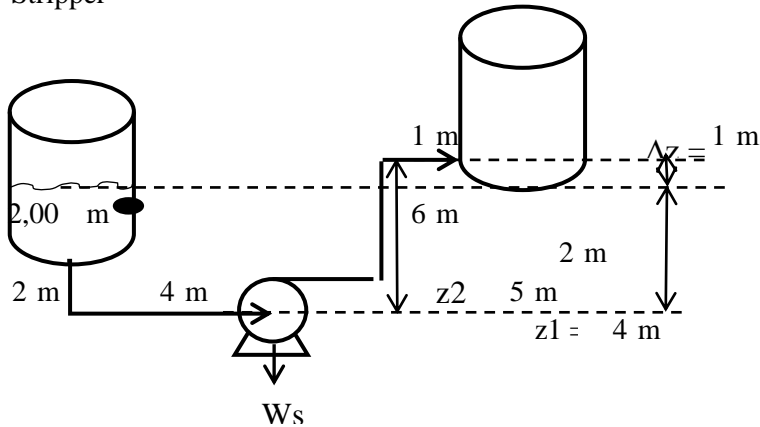 Stripper
1 m
Δz = 1 m
2,00 m
6 m
2 m
2 m
4 m
z2 5 m
z1 = 4 m
Ws